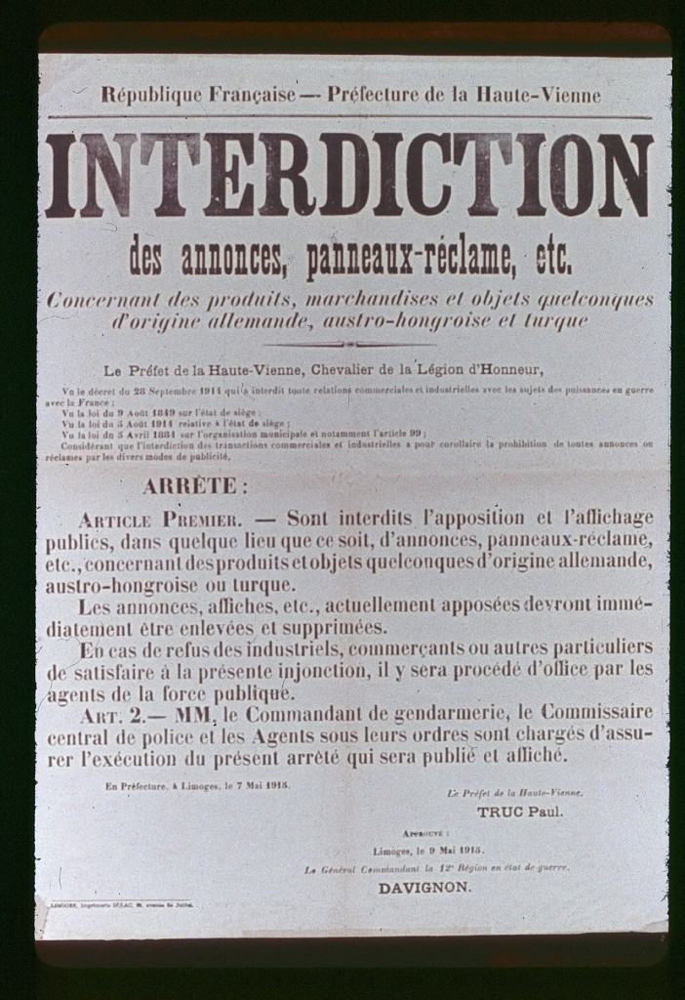 République Française — Préfecture de la Haute-Vienne
INTERDICTION
des annonces, panneaux-réclame, etc.
Concernant des produits, marchandises et objets quelconques
d'origine allemande, austro-hongroise et turque
Le Préfet de la Haute-Vienne, Chevalier de la Légion d'Honneur,
Vu le décret du 28 Septembre 1914 qui a interdit toute relations commerciales et industrielles avec les sujets des puissances en guerre
avec la France ;
Vu la loi du 9 Août 1849 sur l'état de siège ;
Vu la loi du 5 Août 1914 relative à l'état de siège ;
Vu la loi du 5 Avril 1884 sur l'organisation municipale et notamment l'article 99 ;
Considérant que l'interdiction des transactions commerciales et industrielles a pour corollaire la prohibition de toutes annonces ou
réclames par les divers modes de publicité,
ARRÊTE :
ARTICLE PREMIER. — Sont interdits l'apposition et l'affichage
publics, dans quelque lieu que ce soit, d'annonces, panneaux-réclame,
etc., concernant des produits et objets quelconques d'origine allemande,
austro-hongroise ou turque.
Les annonces, affiches, etc., actuellement apposées devront immé-
diatement être enlevées et supprimées.
En cas de refus des industriels, commerçants ou autres particuliers
de satisfaire à la présente injonction, il y sera procédé d'office par les
agents de la force publique.
ART. 2. — MM. le Commandant de gendarmerie, le Commissaire
central de police et les Agents sous leurs ordres sont chargés d'assu-
rer l'exécution du présent arrêté qui sera publié et affiché.
En Préfecture, à Limoges, le 7 Mai 1915.
Le Préfet de la Haute-Vienne,
TRUC Paul.
APPROUVÉ :
Limoges, le 9 Mai 1915.
Le Général Commandant la 12e Région en état de guerre,
DAVIGNON.
LIMOGES, Imprimerie avenue de Juillet.